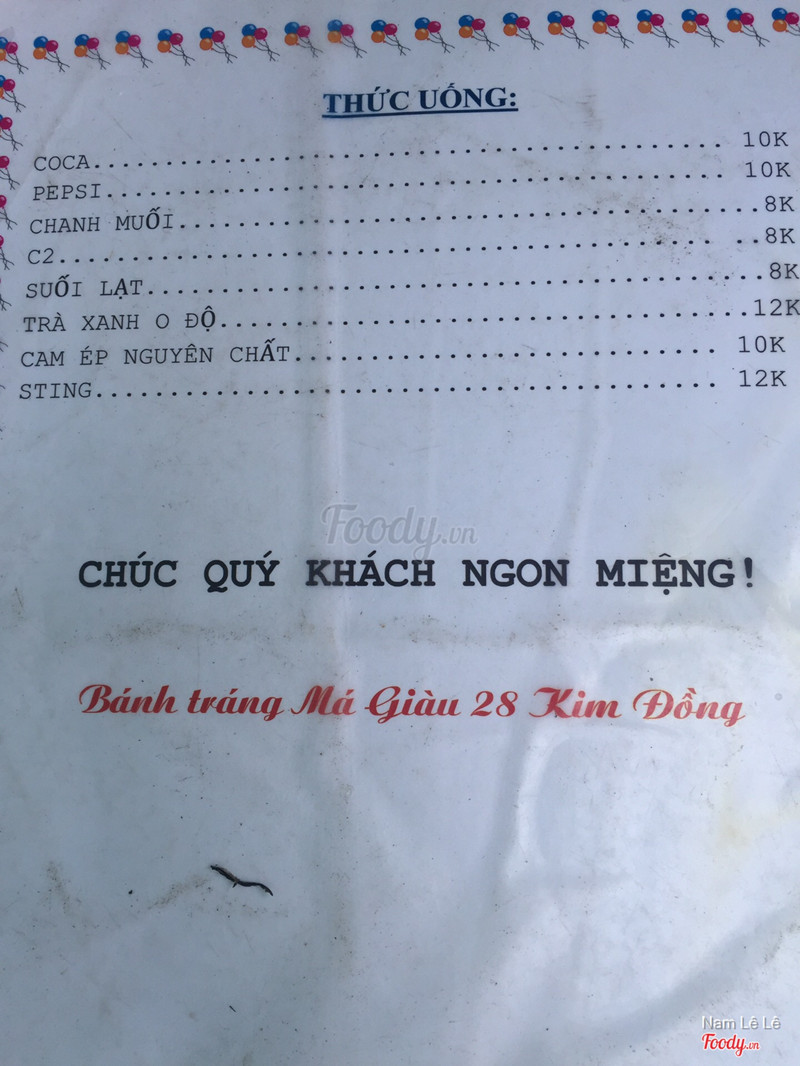 THỨC UỐNG:
COCA........................................... 10K
PEPSI.......................................... 10K
CHANH MUỐI........................................8K
C2............................................. ..8K
SUỐI LẠT..........................................8K
TRÀ XANH O ĐỘ....................................12K
CAM ÉP NGUYÊN CHẤT............................. 10K
STING.......................................... 12K
Foody.vn
CHÚC QUÝ KHÁCH NGON MIỆNG!
Bánh tráng Má Giàu 28 Kim Đồng
Nam Lê Lê
Foody.vn